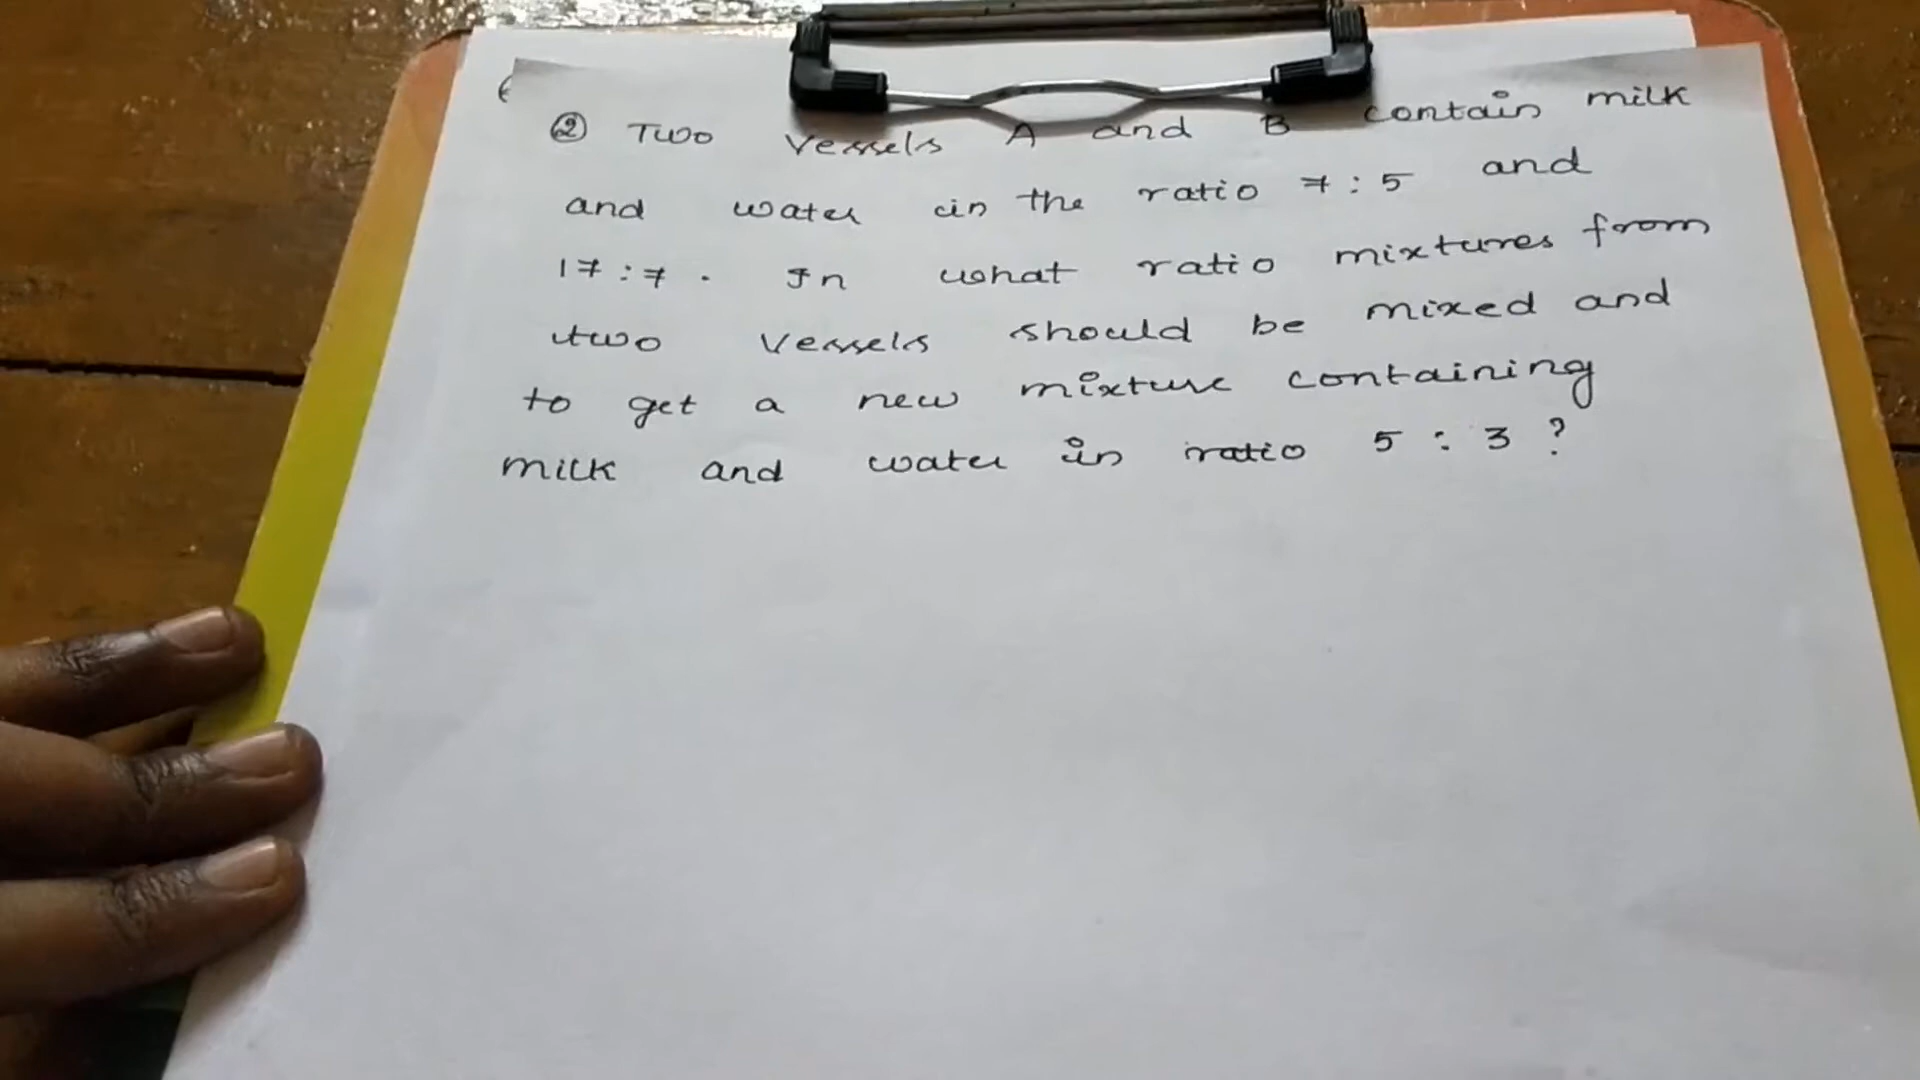 ② Two Vessels A and B contain milk
and water in the ratio 7 : 5 and
17 : 7 . In what ratio mixtures from
two Vessels should be mixed and
to get a new mixture containing
milk and water in ratio 5 : 3 ?